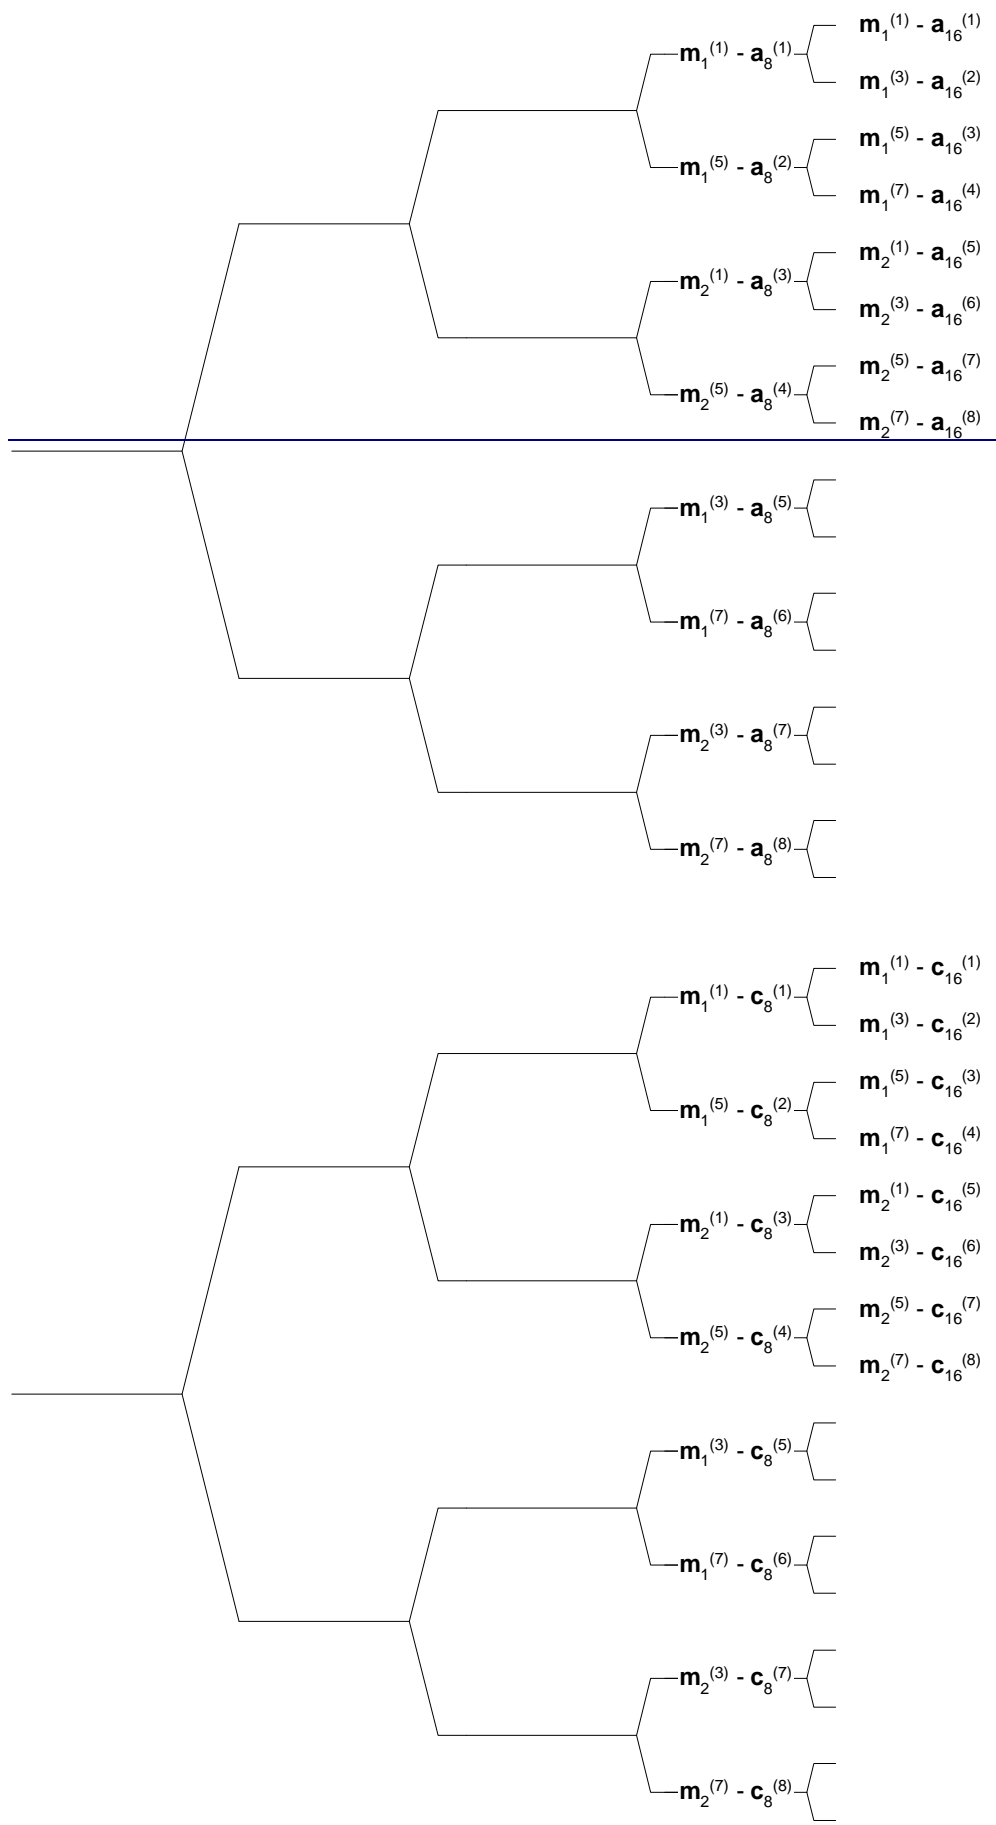 m₁⁽¹⁾ - a₁₆⁽¹⁾
m₁⁽¹⁾ - a₈⁽¹⁾
m₁⁽³⁾ - a₁₆⁽²⁾
m₁⁽⁵⁾ - a₁₆⁽³⁾
m₁⁽⁵⁾ - a₈⁽²⁾
m₁⁽⁷⁾ - a₁₆⁽⁴⁾
m₂⁽¹⁾ - a₁₆⁽⁵⁾
m₂⁽¹⁾ - a₈⁽³⁾
m₂⁽³⁾ - a₁₆⁽⁶⁾
m₂⁽⁵⁾ - a₁₆⁽⁷⁾
m₂⁽⁵⁾ - a₈⁽⁴⁾
m₂⁽⁷⁾ - a₁₆⁽⁸⁾
m₁⁽³⁾ - a₈⁽⁵⁾
m₁⁽⁷⁾ - a₈⁽⁶⁾
m₂⁽³⁾ - a₈⁽⁷⁾
m₂⁽⁷⁾ - a₈⁽⁸⁾
m₁⁽¹⁾ - c₁₆⁽¹⁾
m₁⁽¹⁾ - c₈⁽¹⁾
m₁⁽³⁾ - c₁₆⁽²⁾
m₁⁽⁵⁾ - c₁₆⁽³⁾
m₁⁽⁵⁾ - c₈⁽²⁾
m₁⁽⁷⁾ - c₁₆⁽⁴⁾
m₂⁽¹⁾ - c₁₆⁽⁵⁾
m₂⁽¹⁾ - c₈⁽³⁾
m₂⁽³⁾ - c₁₆⁽⁶⁾
m₂⁽⁵⁾ - c₁₆⁽⁷⁾
m₂⁽⁵⁾ - c₈⁽⁴⁾
m₂⁽⁷⁾ - c₁₆⁽⁸⁾
m₁⁽³⁾ - c₈⁽⁵⁾
m₁⁽⁷⁾ - c₈⁽⁶⁾
m₂⁽³⁾ - c₈⁽⁷⁾
m₂⁽⁷⁾ - c₈⁽⁸⁾